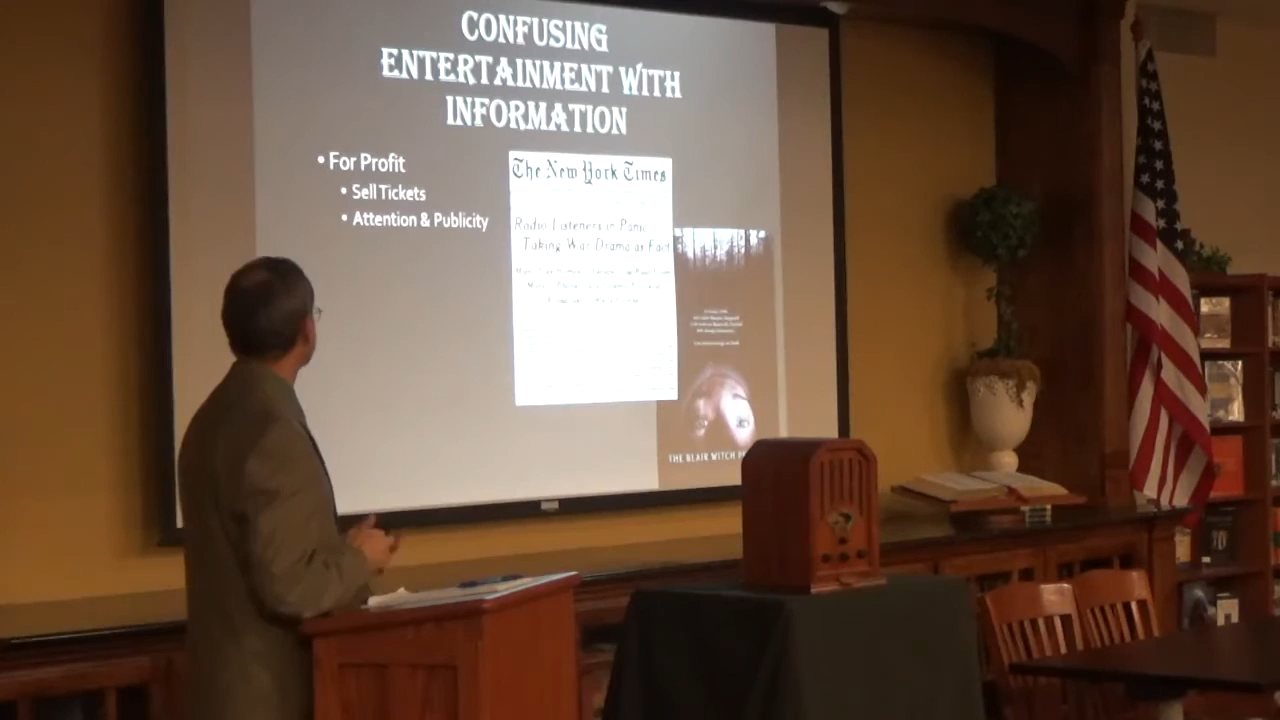 CONFUSING
ENTERTAINMENT WITH
INFORMATION
• For Profit
• Sell Tickets
• Attention & Publicity
The New York Times
Radio Listeners in Panic
Taking War Drama as Fact
THE BLAIR WITCH